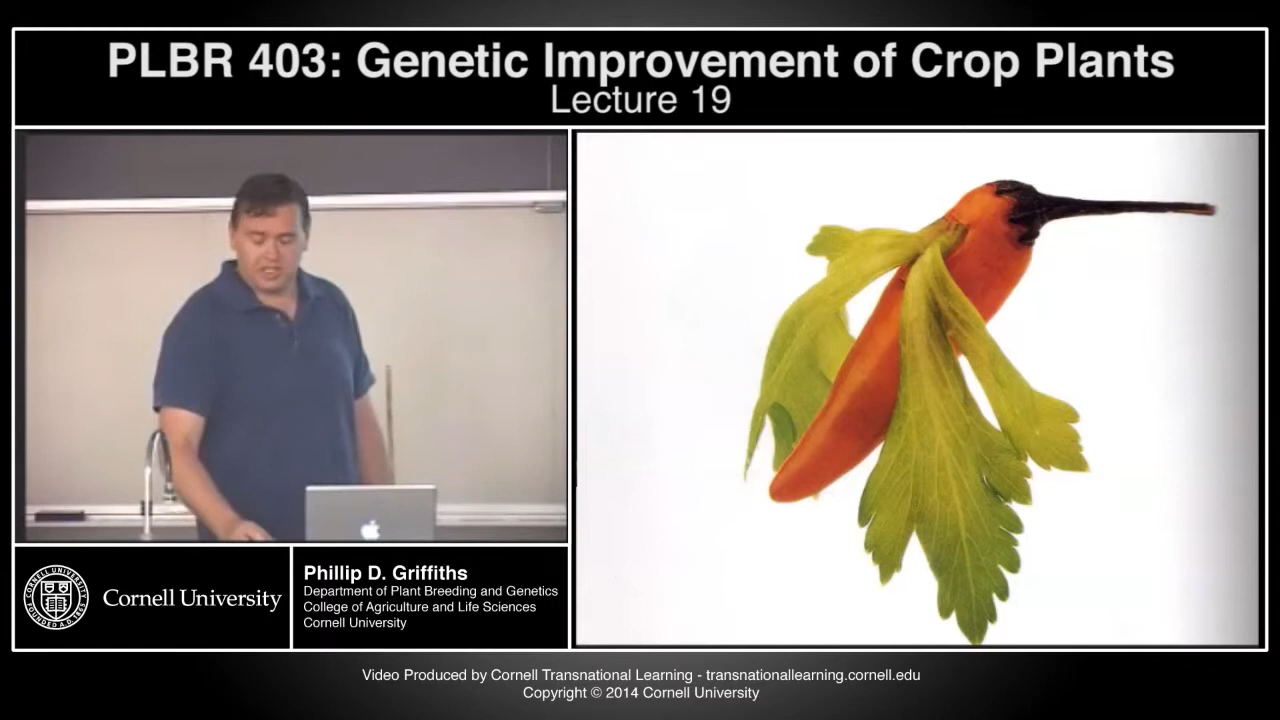 PLBR 403: Genetic Improvement of Crop Plants
Lecture 19
Cornell University
Phillip D. Griffiths
Department of Plant Breeding and Genetics
College of Agriculture and Life Sciences
Cornell University
Video Produced by Cornell Transnational Learning - transnationallearning.cornell.edu
Copyright © 2014 Cornell University